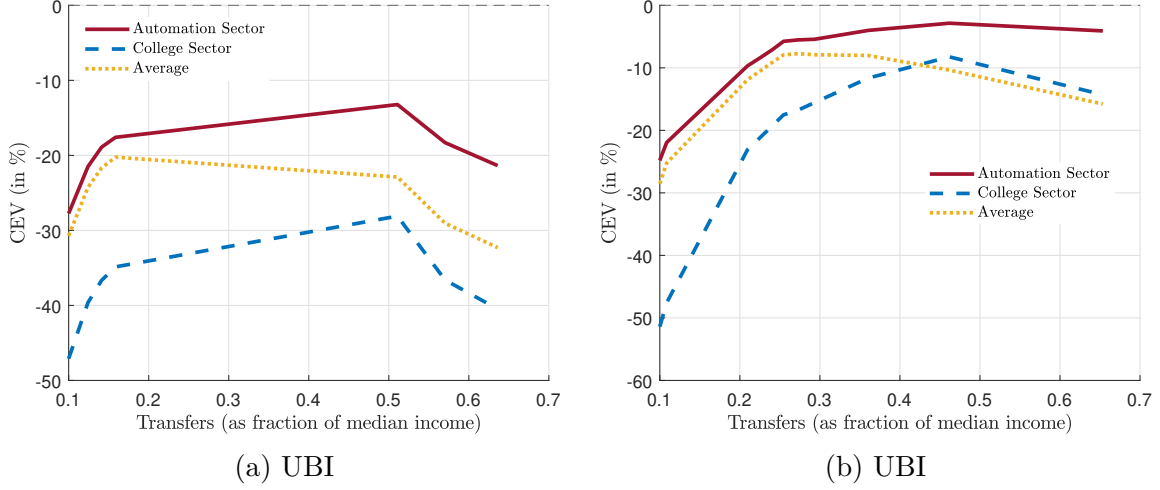 0
-10
-20
-30
-40
-50
CEV (in %)
Automation Sector
College Sector
Average
0.1 0.2 0.3 0.4 0.5 0.6 0.7
Transfers (as fraction of median income)
(a) UBI
0
-10
-20
-30
-40
-50
-60
CEV (in %)
Automation Sector
College Sector
Average
0.1 0.2 0.3 0.4 0.5 0.6 0.7
Transfers (as fraction of median income)
(b) UBI